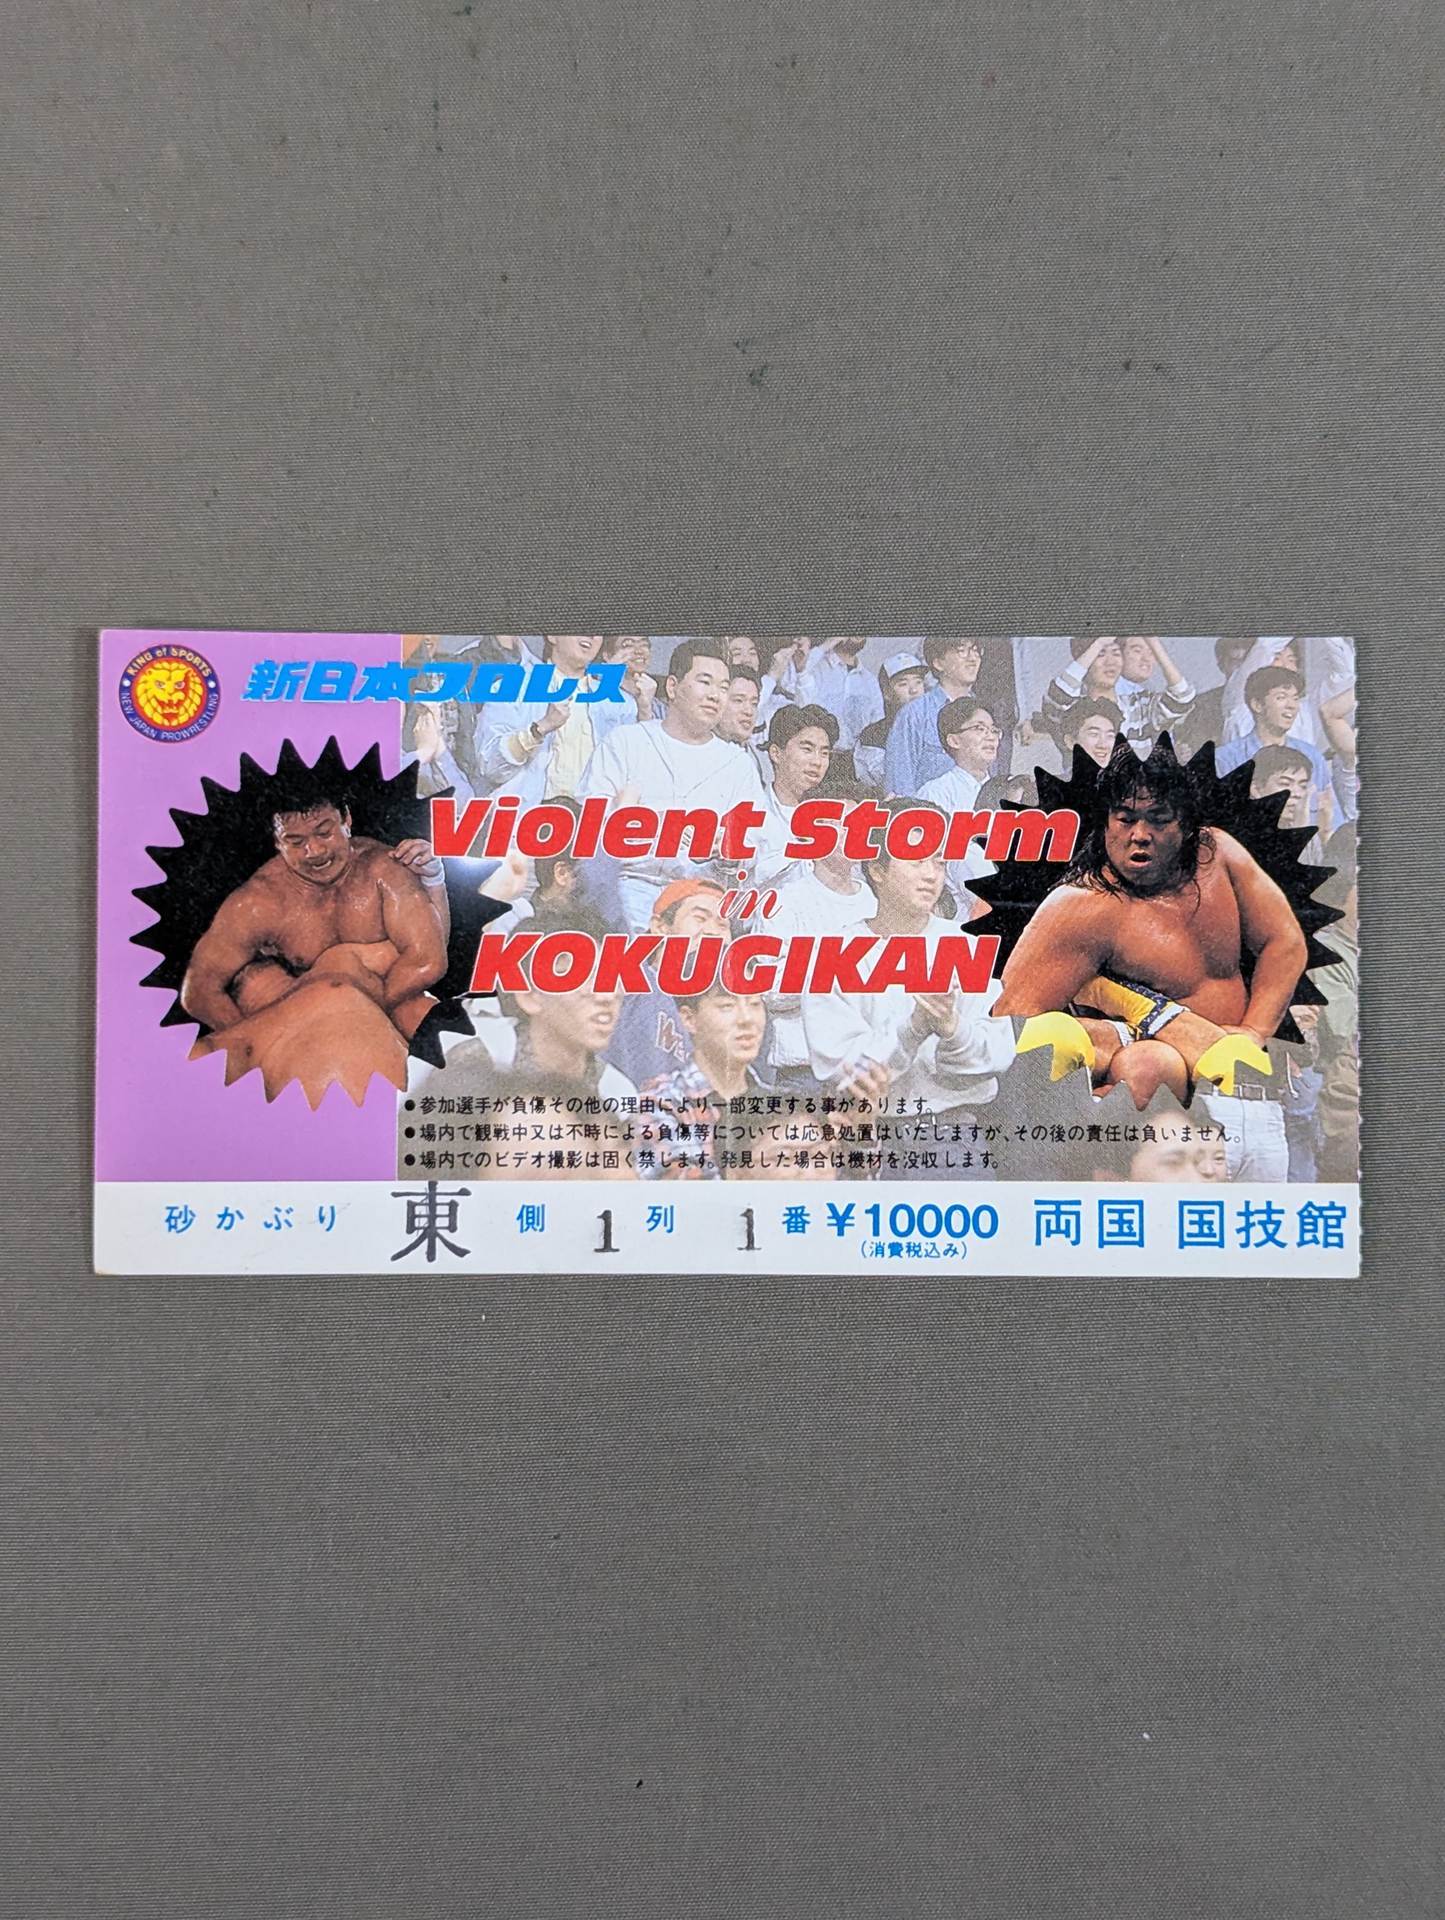 KING of SPORTS
NEW JAPAN PROWRESTLING
新日本プロレス
Violent Storm
in
KOKUGIKAN
●参加選手が負傷その他の理由により一部変更する事があります。
●場内で観戦中又は不時による負傷等については応急処置はいたしますが、その後の責任は負いません。
●場内でのビデオ撮影は固く禁じます。発見した場合は機材を没収します。
砂かぶり 東 側 1 列 1 番 ¥10000 両国 国技館
(消費税込み)